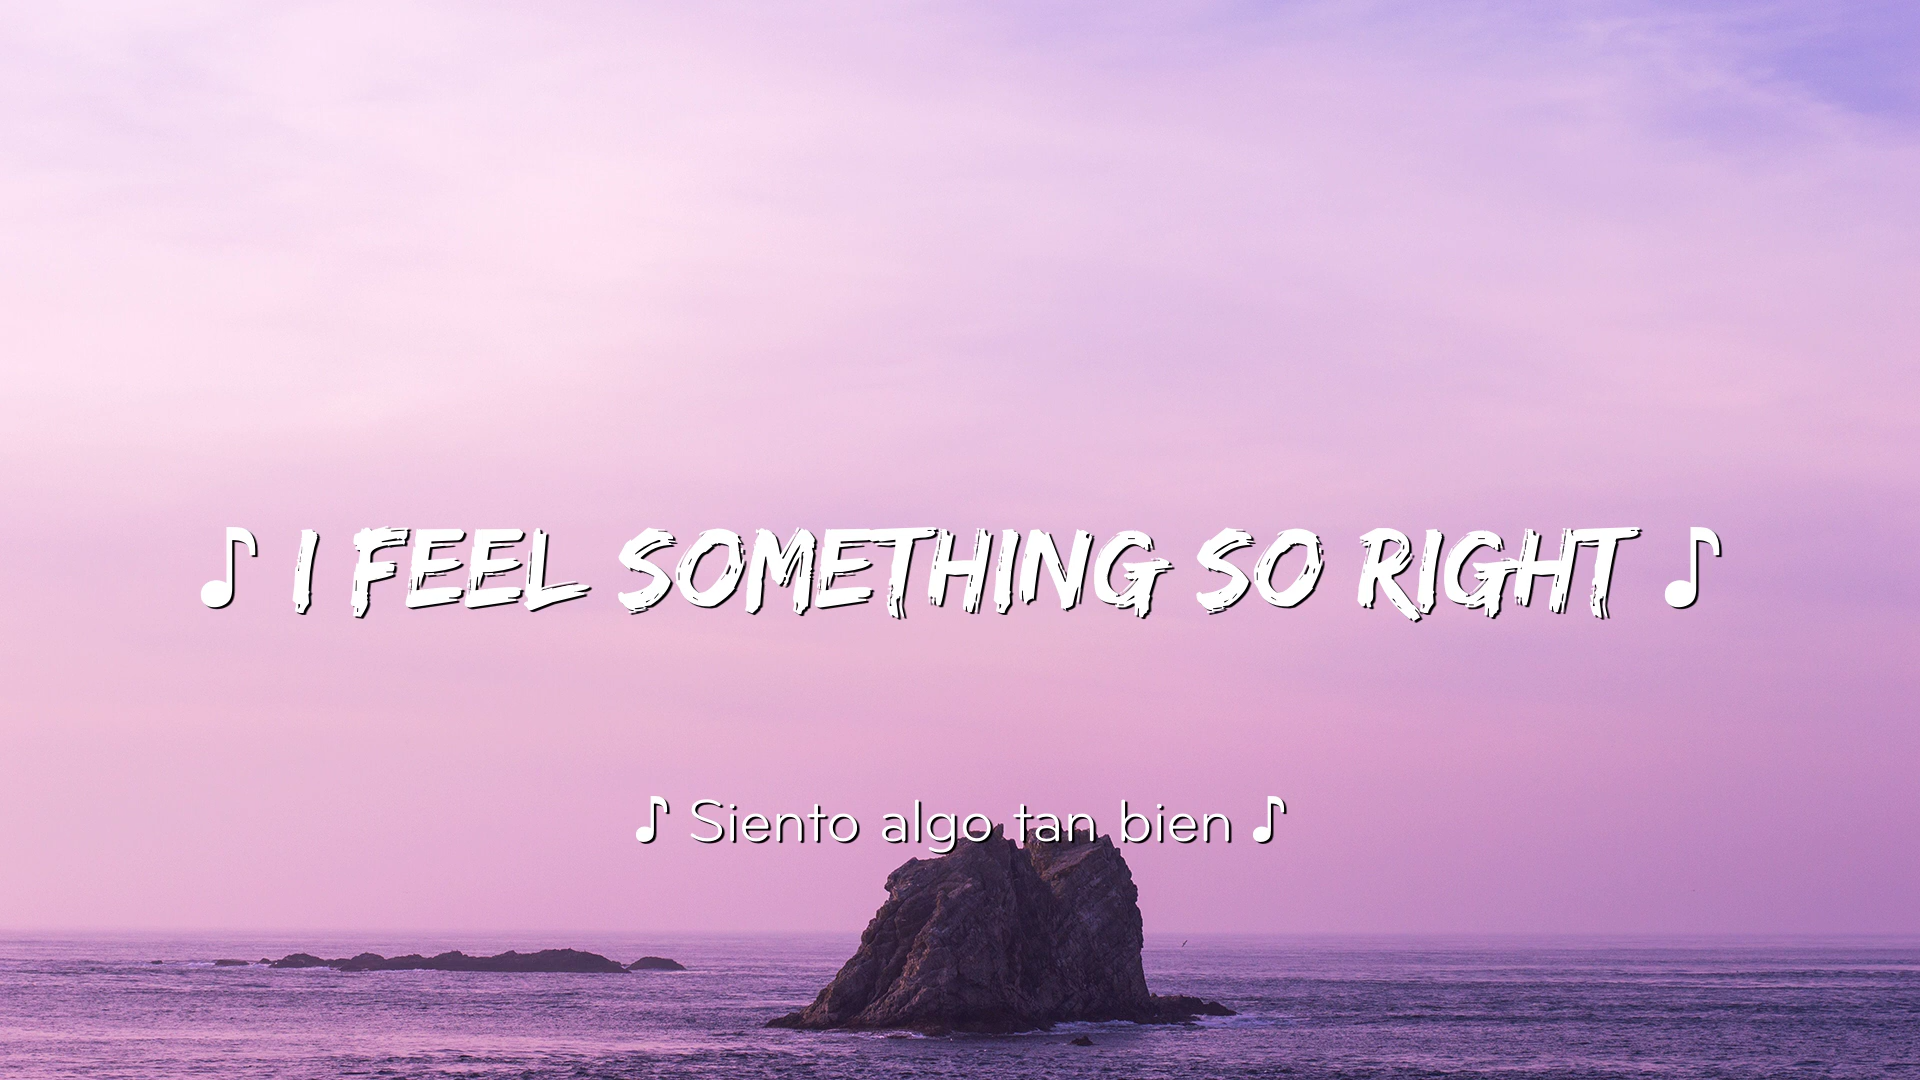 ♪ I FEEL SOMETHING SO RIGHT ♪
♪ Siento algo tan bien ♪